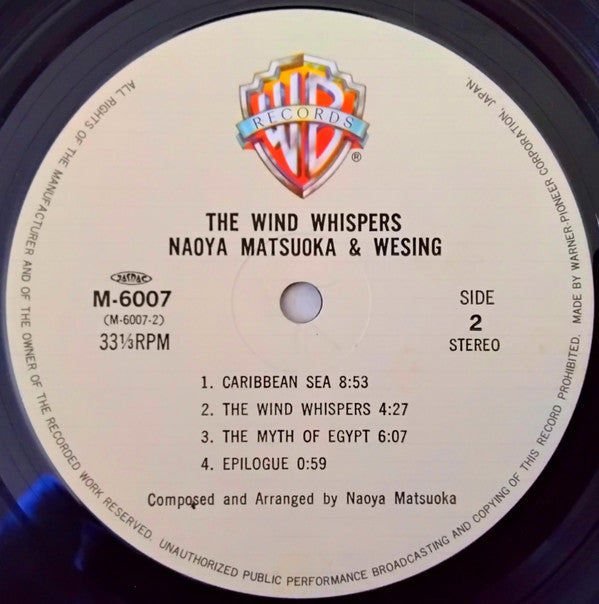 WB
RECORDS
®
THE WIND WHISPERS
NAOYA MATSUOKA & WESING
JASRAC
M-6007
(M-6007-2)
33⅓RPM
SIDE
2
STEREO
1. CARIBBEAN SEA 8:53
2. THE WIND WHISPERS 4:27
3. THE MYTH OF EGYPT 6:07
4. EPILOGUE 0:59
Composed and Arranged by Naoya Matsuoka
ALL RIGHTS OF THE MANUFACTURER AND OF THE OWNER OF THE RECORDED WORK RESERVED. UNAUTHORIZED PUBLIC PERFORMANCE BROADCASTING AND COPYING OF THIS RECORD PROHIBITED. MADE BY WARNER-PIONEER CORPORATION, JAPAN.